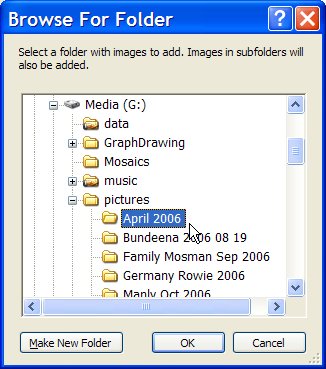 Browse For Folder
Select a folder with images to add. Images in subfolders will
also be added.
Media (G:)
data
GraphDrawing
Mosaics
music
pictures
April 2006
Bundeena 2006 08 19
Family Mosman Sep 2006
Germany Rowie 2006
Manly Oct 2006
Make New Folder
OK
Cancel